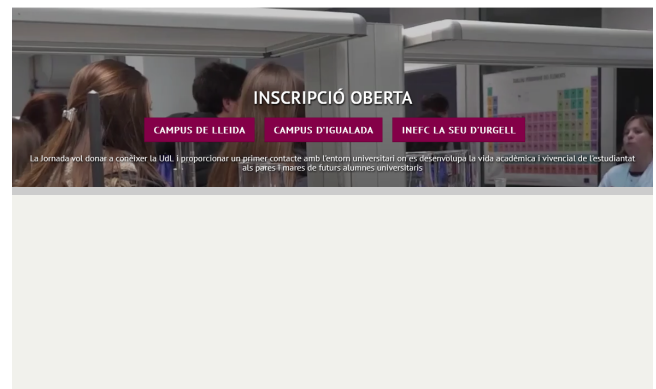 INSCRIPCIÓ OBERTA
CAMPUS DE LLEIDA CAMPUS D'IGUALADA INEFC LA SEU D'URGELL
La Jornada vol donar a conèixer la UdL i proporcionar un primer contacte amb l'entorn universitari on es desenvolupa la vida acadèmica i vivencial de l'estudiantat
als pares i mares de futurs alumnes universitaris